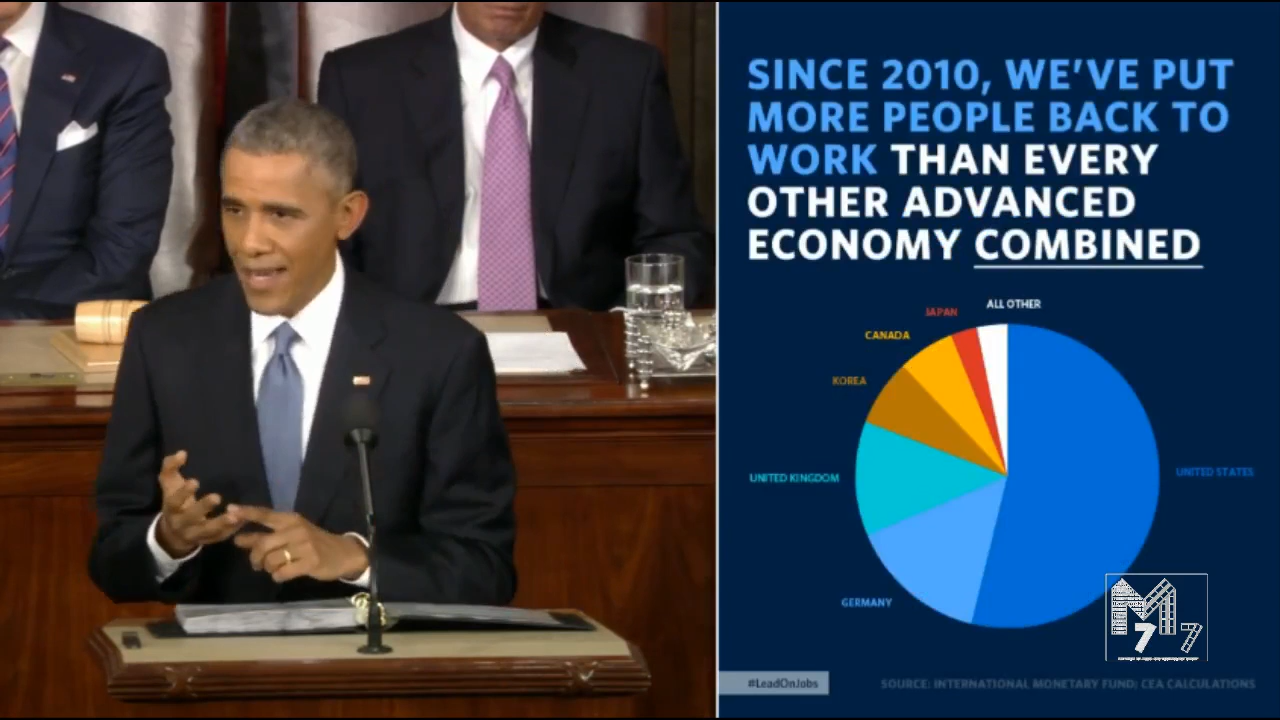 SINCE 2010, WE'VE PUT
MORE PEOPLE BACK TO
WORK THAN EVERY
OTHER ADVANCED
ECONOMY COMBINED
ALL OTHER
JAPAN
CANADA
KOREA
UNITED STATES
UNITED KINGDOM
GERMANY
M77
#LeadOnJobs
SOURCE: INTERNATIONAL MONETARY FUND; CEA CALCULATIONS